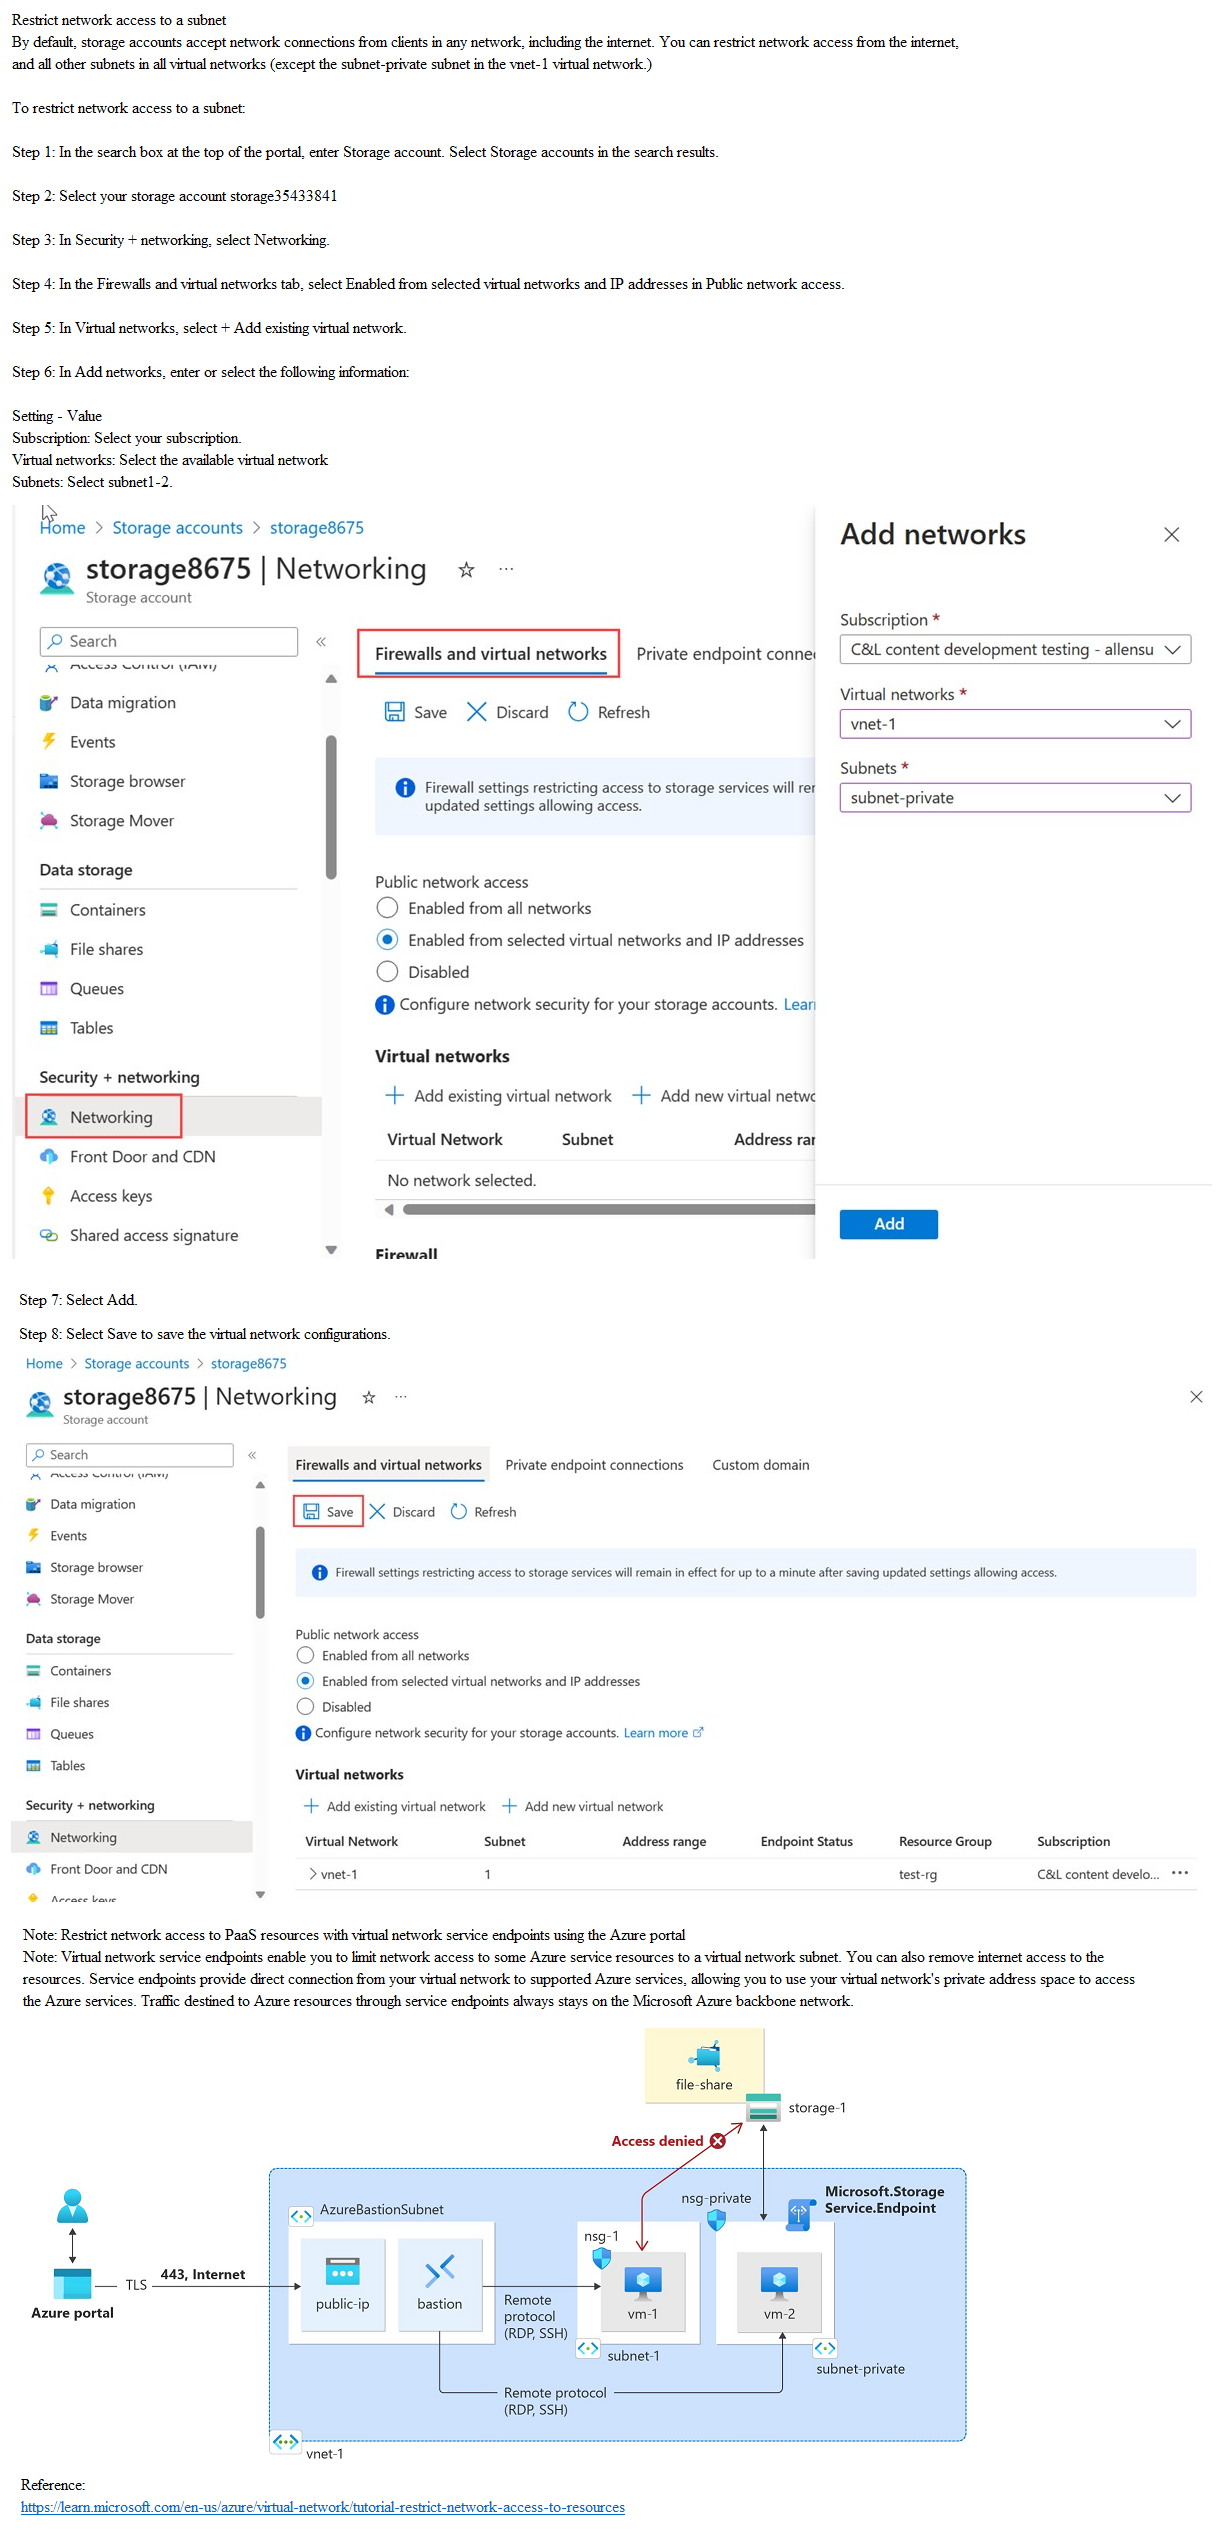 Restrict network access to a subnet
By default, storage accounts accept network connections from clients in any network, including the internet. You can restrict network access from the internet,
and all other subnets in all virtual networks (except the subnet-private subnet in the vnet-1 virtual network.)
To restrict network access to a subnet:
Step 1: In the search box at the top of the portal, enter Storage account. Select Storage accounts in the search results.
Step 2: Select your storage account storage35433841
Step 3: In Security + networking, select Networking.
Step 4: In the Firewalls and virtual networks tab, select Enabled from selected virtual networks and IP addresses in Public network access.
Step 5: In Virtual networks, select + Add existing virtual network.
Step 6: In Add networks, enter or select the following information:
Setting - Value
Subscription: Select your subscription.
Virtual networks: Select the available virtual network
Subnets: Select subnet1-2.
Home > Storage accounts > storage8675
storage8675 | Networking
Storage account
Search
Access Control (IAM)
Data migration
Events
Storage browser
Storage Mover
Data storage
Containers
File shares
Queues
Tables
Security + networking
Networking
Front Door and CDN
Access keys
Shared access signature
Firewalls and virtual networks Private endpoint conne
Save Discard Refresh
Firewall settings restricting access to storage services will rer
updated settings allowing access.
Public network access
Enabled from all networks
Enabled from selected virtual networks and IP addresses
Disabled
Configure network security for your storage accounts. Lear
Virtual networks
+ Add existing virtual network + Add new virtual netwo
Virtual Network Subnet Address rar
No network selected.
Firewall
Add networks
Subscription *
C&L content development testing - allensu
Virtual networks *
vnet-1
Subnets *
subnet-private
Add
Step 7: Select Add.
Step 8: Select Save to save the virtual network configurations.
Home > Storage accounts > storage8675
storage8675 | Networking
Storage account
Search
Access Control (IAM)
Data migration
Events
Storage browser
Storage Mover
Data storage
Containers
File shares
Queues
Tables
Security + networking
Networking
Front Door and CDN
Access keys
Firewalls and virtual networks Private endpoint connections Custom domain
Save Discard Refresh
Firewall settings restricting access to storage services will remain in effect for up to a minute after saving updated settings allowing access.
Public network access
Enabled from all networks
Enabled from selected virtual networks and IP addresses
Disabled
Configure network security for your storage accounts. Learn more
Virtual networks
+ Add existing virtual network + Add new virtual network
Virtual Network Subnet Address range Endpoint Status Resource Group Subscription
> vnet-1 1 test-rg C&L content develo... ...
Note: Restrict network access to PaaS resources with virtual network service endpoints using the Azure portal
Note: Virtual network service endpoints enable you to limit network access to some Azure service resources to a virtual network subnet. You can also remove internet access to the
resources. Service endpoints provide direct connection from your virtual network to supported Azure services, allowing you to use your virtual network's private address space to access
the Azure services. Traffic destined to Azure resources through service endpoints always stays on the Microsoft Azure backbone network.
file-share
storage-1
Access denied
Microsoft.Storage
Service.Endpoint
nsg-private
AzureBastionSubnet
nsg-1
443, Internet
TLS
Azure portal
public-ip
bastion
Remote
protocol
(RDP, SSH)
vm-1
vm-2
subnet-1
subnet-private
Remote protocol
(RDP, SSH)
vnet-1
Reference:
https://learn.microsoft.com/en-us/azure/virtual-network/tutorial-restrict-network-access-to-resources